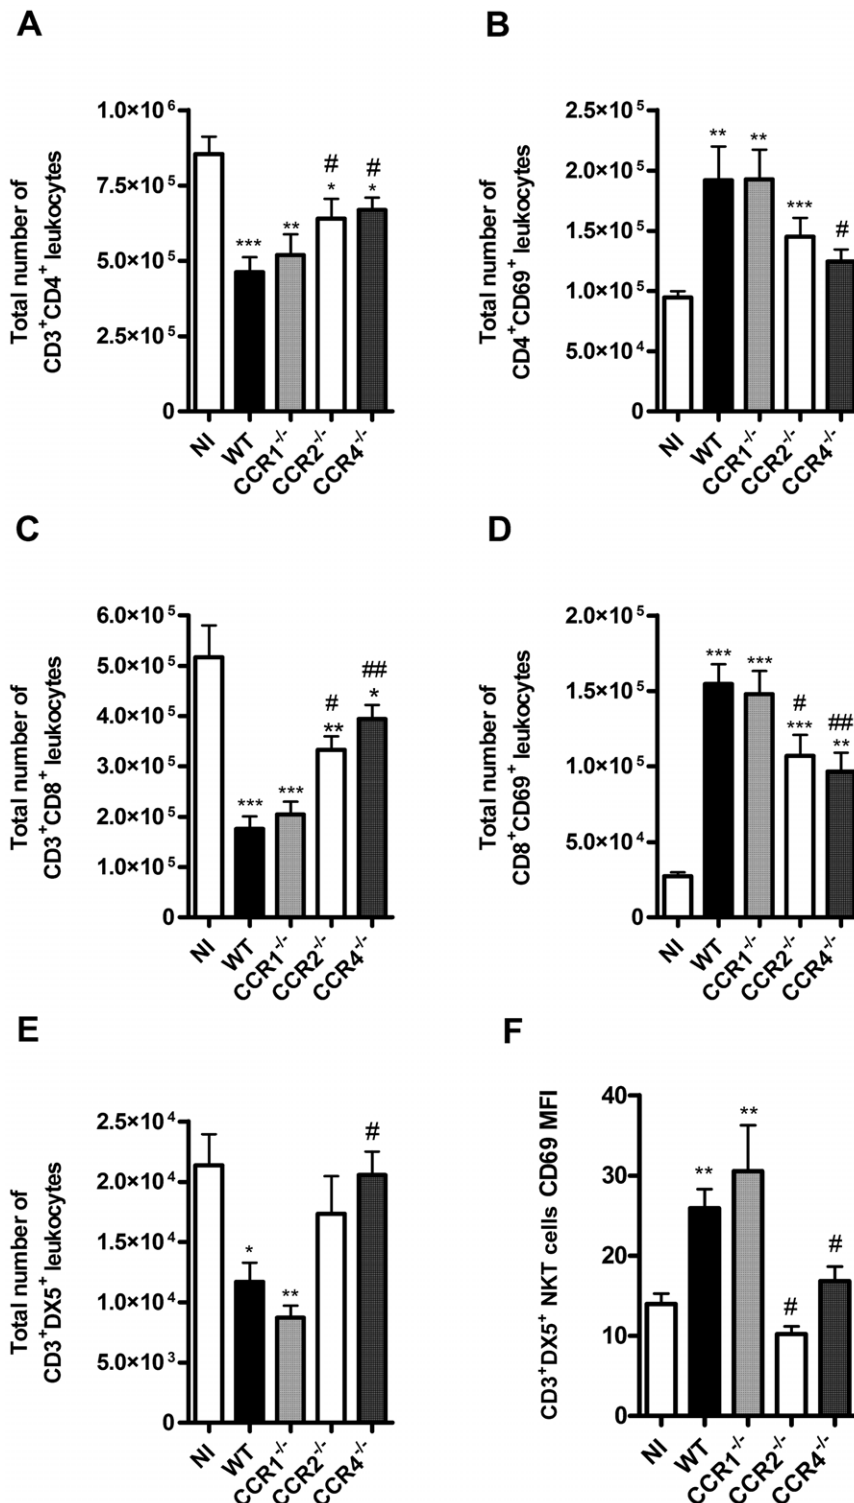 A
Total number of
CD3⁺CD4⁺ leukocytes
1.0×10⁶
7.5×10⁵
5.0×10⁵
2.5×10⁵
0
***
**
#
*
#
*
NI
WT
CCR1⁻/⁻
CCR2⁻/⁻
CCR4⁻/⁻
B
Total number of
CD4⁺CD69⁺ leukocytes
2.5×10⁵
2.0×10⁵
1.5×10⁵
1.0×10⁵
5.0×10⁴
0
**
**
***
#
NI
WT
CCR1⁻/⁻
CCR2⁻/⁻
CCR4⁻/⁻
C
Total number of
CD3⁺CD8⁺ leukocytes
6.0×10⁵
5.0×10⁵
4.0×10⁵
3.0×10⁵
2.0×10⁵
1.0×10⁵
0
***
***
#
**
##
*
NI
WT
CCR1⁻/⁻
CCR2⁻/⁻
CCR4⁻/⁻
D
Total number of
CD8⁺CD69⁺ leukocytes
2.0×10⁵
1.5×10⁵
1.0×10⁵
5.0×10⁴
0
***
***
#
***
##
**
NI
WT
CCR1⁻/⁻
CCR2⁻/⁻
CCR4⁻/⁻
E
Total number of
CD3⁺DX5⁺ leukocytes
2.5×10⁴
2.0×10⁴
1.5×10⁴
1.0×10⁴
5.0×10³
0
*
**
#
NI
WT
CCR1⁻/⁻
CCR2⁻/⁻
CCR4⁻/⁻
F
CD3⁺DX5⁺ NKT cells CD69 MFI
40
30
20
10
0
**
**
#
#
NI
WT
CCR1⁻/⁻
CCR2⁻/⁻
CCR4⁻/⁻